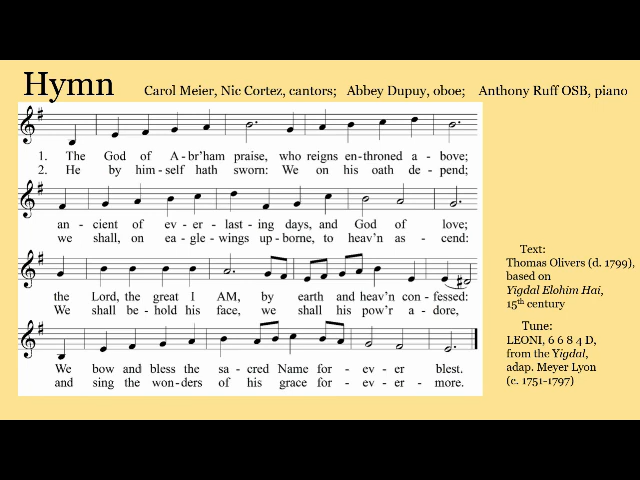 Hymn Carol Meier, Nic Cortez, cantors; Abbey Dupuy, oboe; Anthony Ruff OSB, piano
1. The God of A-br'ham praise, who reigns en-throned a - bove;
2. He by him-self hath sworn: We on his oath de - pend;
an - cient of ev - er - last - ing days, and God of love;
we shall, on ea - gle - wings up - borne, to heav'n as - cend:
the Lord, the great I AM, by earth and heav'n con - fessed:
We shall be - hold his face, we shall his pow'r a - dore,
We bow and bless the sa - cred Name for - ev - er blest.
and sing the won - ders of his grace for - ev - er - more.
Text:
Thomas Olivers (d. 1799),
based on
Yigdal Elohim Hai,
15th century
Tune:
LEONI, 6 6 8 4 D,
from the Yigdal,
adap. Meyer Lyon
(c. 1751-1797)